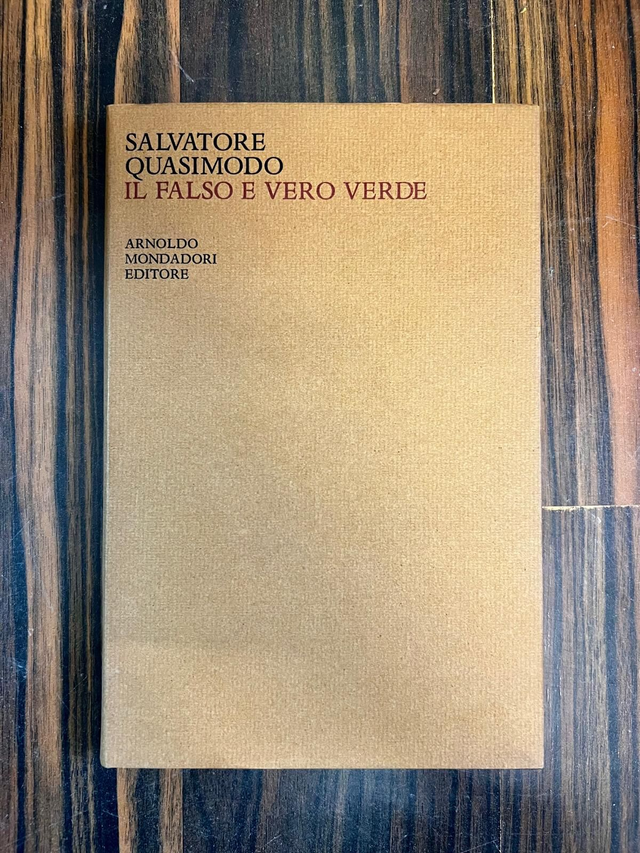 SALVATORE
QUASIMODO
IL FALSO E VERO VERDE
ARNOLDO
MONDADORI
EDITORE